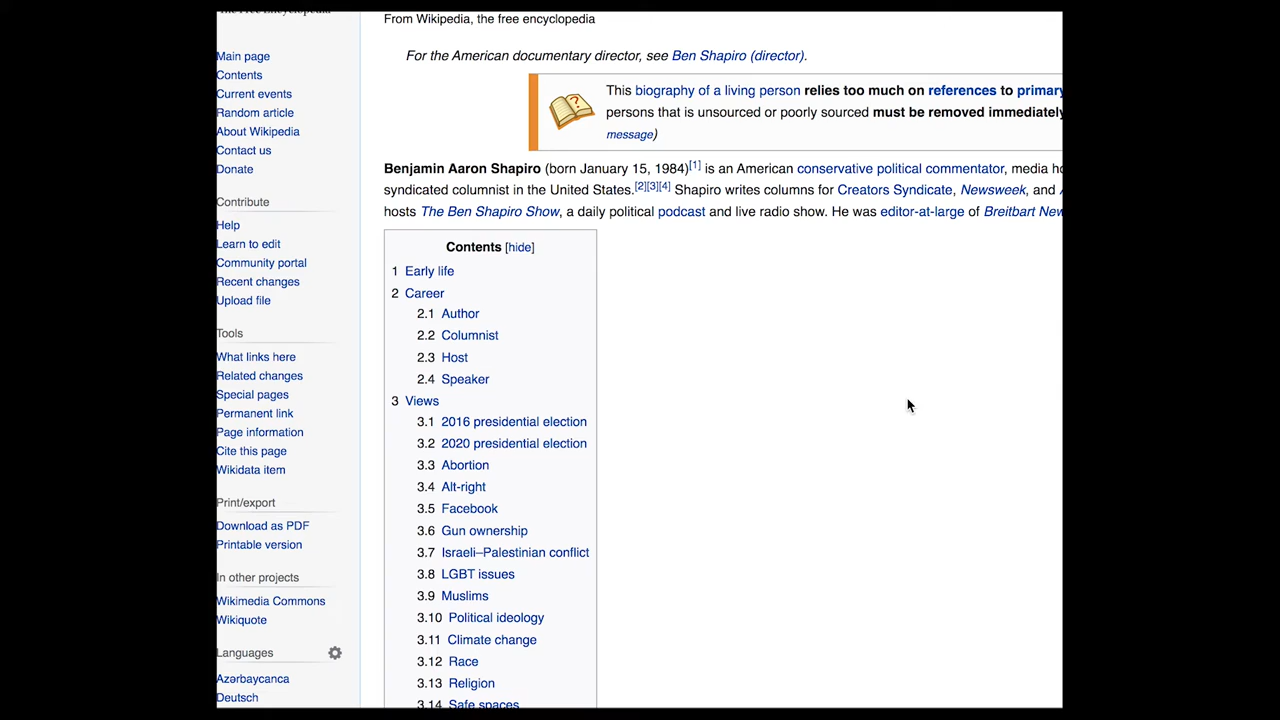 From Wikipedia, the free encyclopedia
For the American documentary director, see Ben Shapiro (director).
This biography of a living person relies too much on references to primary
persons that is unsourced or poorly sourced must be removed immediately
message)
Benjamin Aaron Shapiro (born January 15, 1984)[1] is an American conservative political commentator, media
syndicated columnist in the United States.[2][3][4] Shapiro writes columns for Creators Syndicate, Newsweek, and
hosts The Ben Shapiro Show, a daily political podcast and live radio show. He was editor-at-large of Breitbart
Main page
Contents
Current events
Random article
About Wikipedia
Contact us
Donate
Contribute
Help
Learn to edit
Community portal
Recent changes
Upload file
Tools
What links here
Related changes
Special pages
Permanent link
Page information
Cite this page
Wikidata item
Print/export
Download as PDF
Printable version
In other projects
Wikimedia Commons
Wikiquote
Languages
Azərbaycanca
Deutsch
Contents [hide]
1 Early life
2 Career
2.1 Author
2.2 Columnist
2.3 Host
2.4 Speaker
3 Views
3.1 2016 presidential election
3.2 2020 presidential election
3.3 Abortion
3.4 Alt-right
3.5 Facebook
3.6 Gun ownership
3.7 Israeli–Palestinian conflict
3.8 LGBT issues
3.9 Muslims
3.10 Political ideology
3.11 Climate change
3.12 Race
3.13 Religion
3.14 Safe spaces